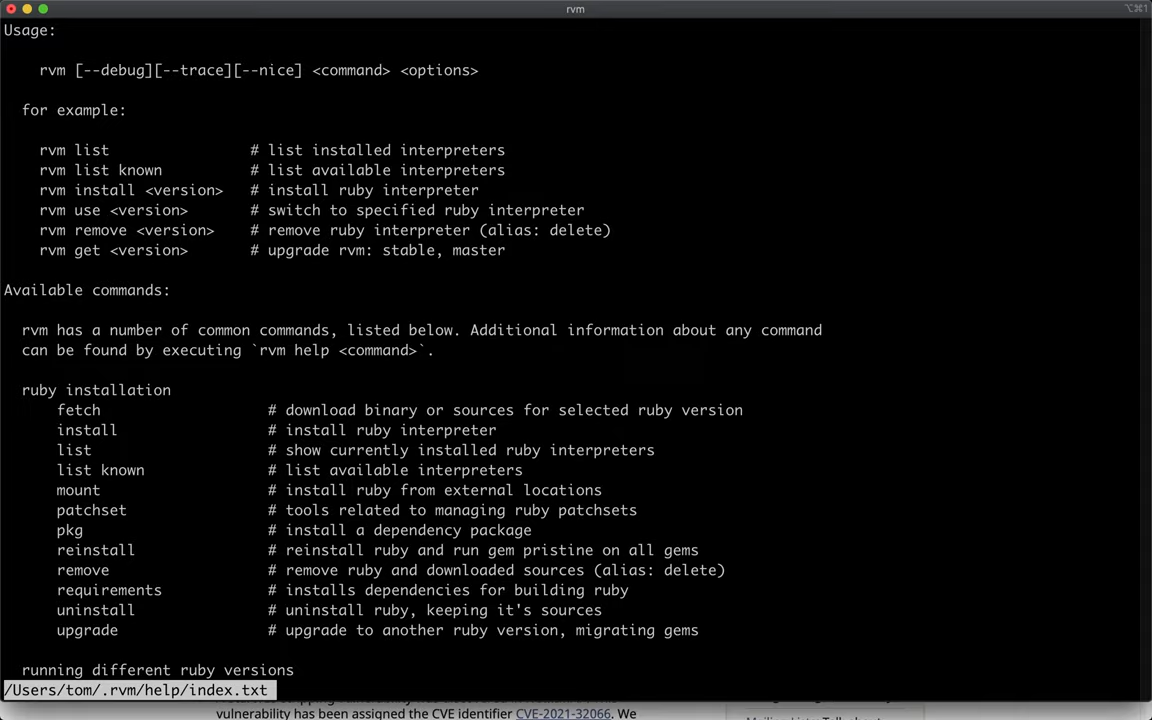 rvm
⌥⌘1
Usage:
rvm [--debug][--trace][--nice] <command> <options>
for example:
rvm list # list installed interpreters
rvm list known # list available interpreters
rvm install <version> # install ruby interpreter
rvm use <version> # switch to specified ruby interpreter
rvm remove <version> # remove ruby interpreter (alias: delete)
rvm get <version> # upgrade rvm: stable, master
Available commands:
rvm has a number of common commands, listed below. Additional information about any command
can be found by executing `rvm help <command>`.
ruby installation
fetch # download binary or sources for selected ruby version
install # install ruby interpreter
list # show currently installed ruby interpreters
list known # list available interpreters
mount # install ruby from external locations
patchset # tools related to managing ruby patchsets
pkg # install a dependency package
reinstall # reinstall ruby and run gem pristine on all gems
remove # remove ruby and downloaded sources (alias: delete)
requirements # installs dependencies for building ruby
uninstall # uninstall ruby, keeping it's sources
upgrade # upgrade to another ruby version, migrating gems
running different ruby versions
/Users/tom/.rvm/help/index.txt
vulnerability has been assigned the CVE identifier CVE-2021-32066. We